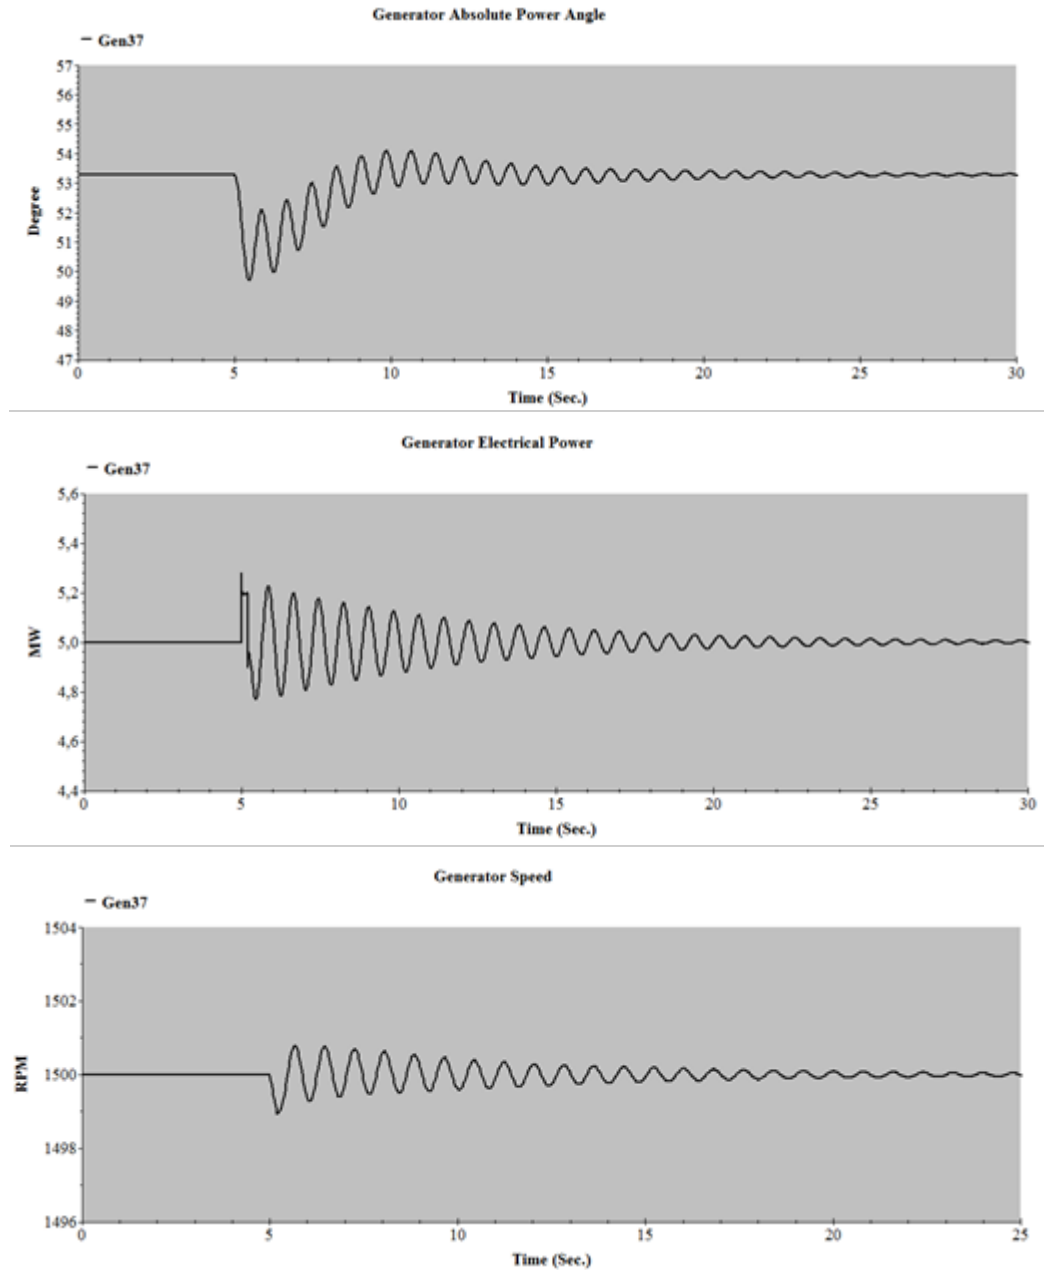 Generator Absolute Power Angle
Gen37
57
56
55
54
53
52
51
50
49
48
47
Degree
0 5 10 15 20 25 30
Time (Sec.)
Generator Electrical Power
Gen37
5,6
5,4
5,2
5,0
4,8
4,6
4,4
MW
0 5 10 15 20 25 30
Time (Sec.)
Generator Speed
Gen37
1504
1502
1500
1498
1496
RPM
0 5 10 15 20 25
Time (Sec.)